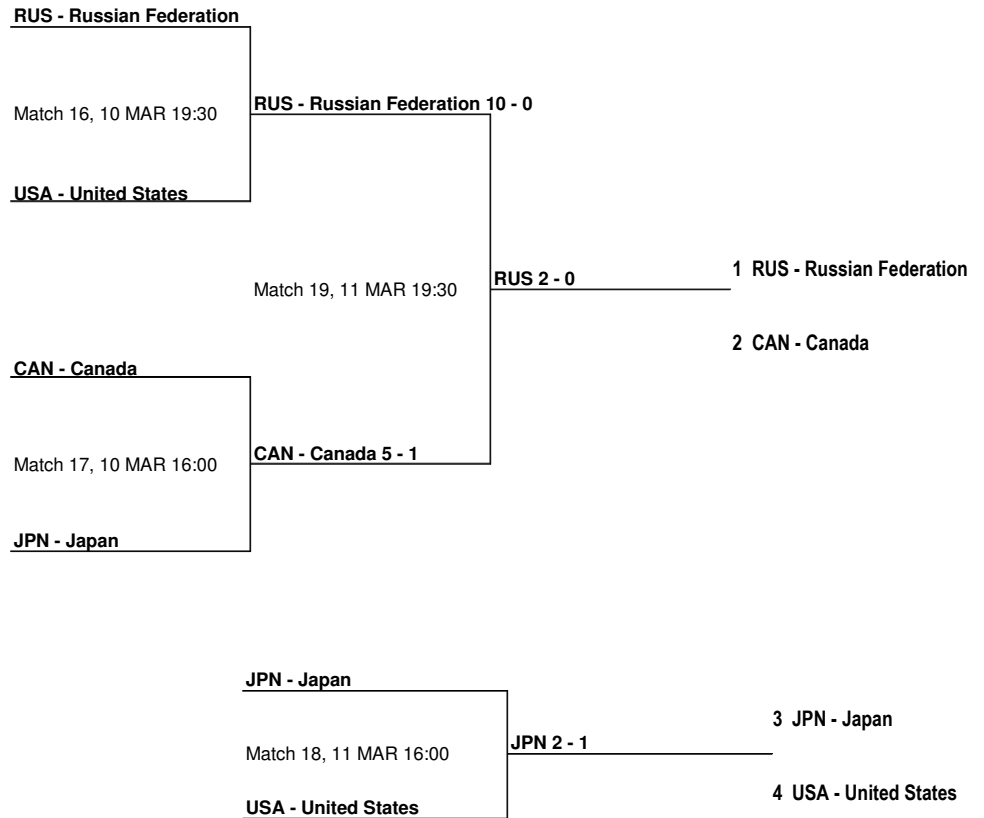 RUS - Russian Federation
Match 16, 10 MAR 19:30
RUS - Russian Federation 10 - 0
USA - United States
Match 19, 11 MAR 19:30
RUS 2 - 0
1 RUS - Russian Federation
2 CAN - Canada
CAN - Canada
Match 17, 10 MAR 16:00
CAN - Canada 5 - 1
JPN - Japan
JPN - Japan
Match 18, 11 MAR 16:00
JPN 2 - 1
3 JPN - Japan
4 USA - United States
USA - United States